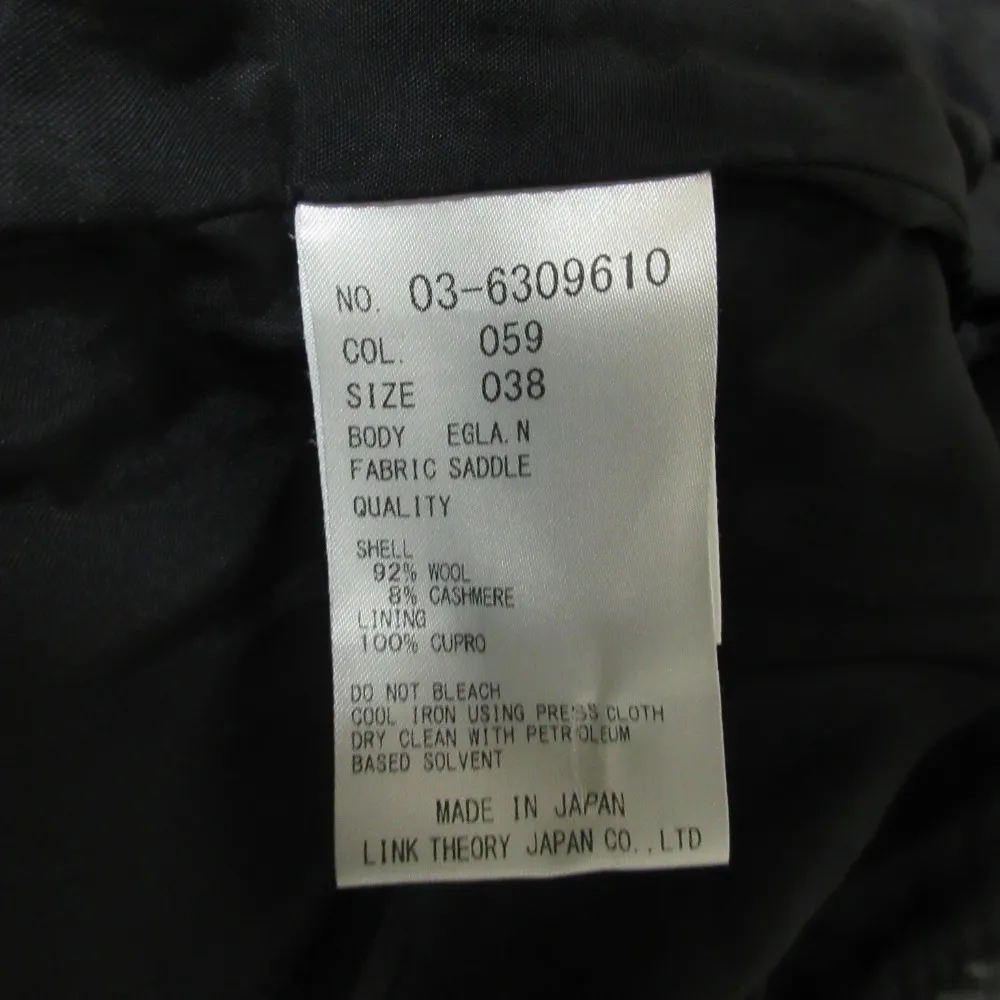 NO. 03-6309610
COL. 059
SIZE 038
BODY EGLA.N
FABRIC SADDLE
QUALITY
SHELL
92% WOOL
8% CASHMERE
LINING
100% CUPRO
DO NOT BLEACH
COOL IRON USING PRESS CLOTH
DRY CLEAN WITH PETROLEUM
BASED SOLVENT
MADE IN JAPAN
LINK THEORY JAPAN CO.,LTD